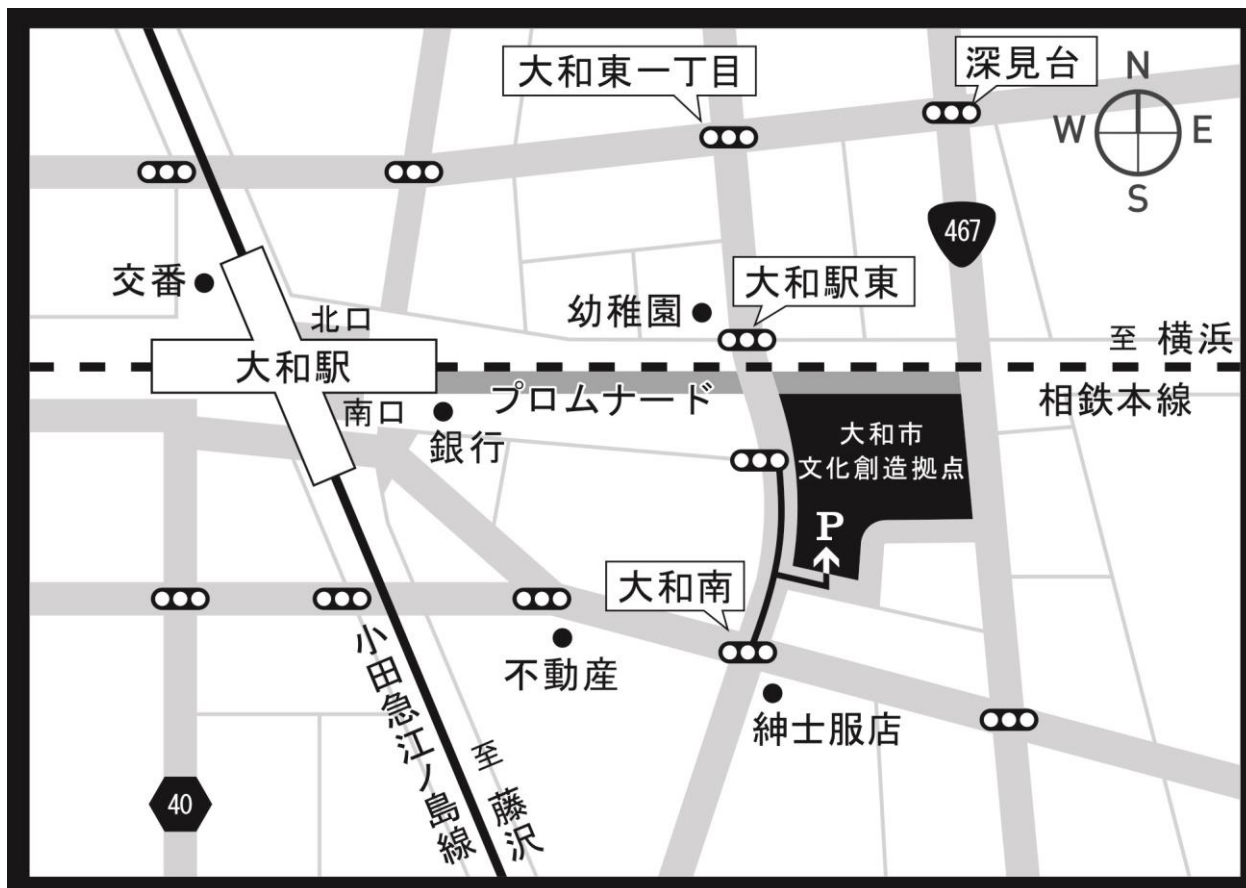 大和東一丁目
深見台
N
W
E
S
467
交番
北口
幼稚園
大和駅東
至 横浜
大和駅
南口
銀行
プロムナード
相鉄本線
大和市
文化創造拠点
P
大和南
不動産
紳士服店
小田急江ノ島線
至 藤沢
40